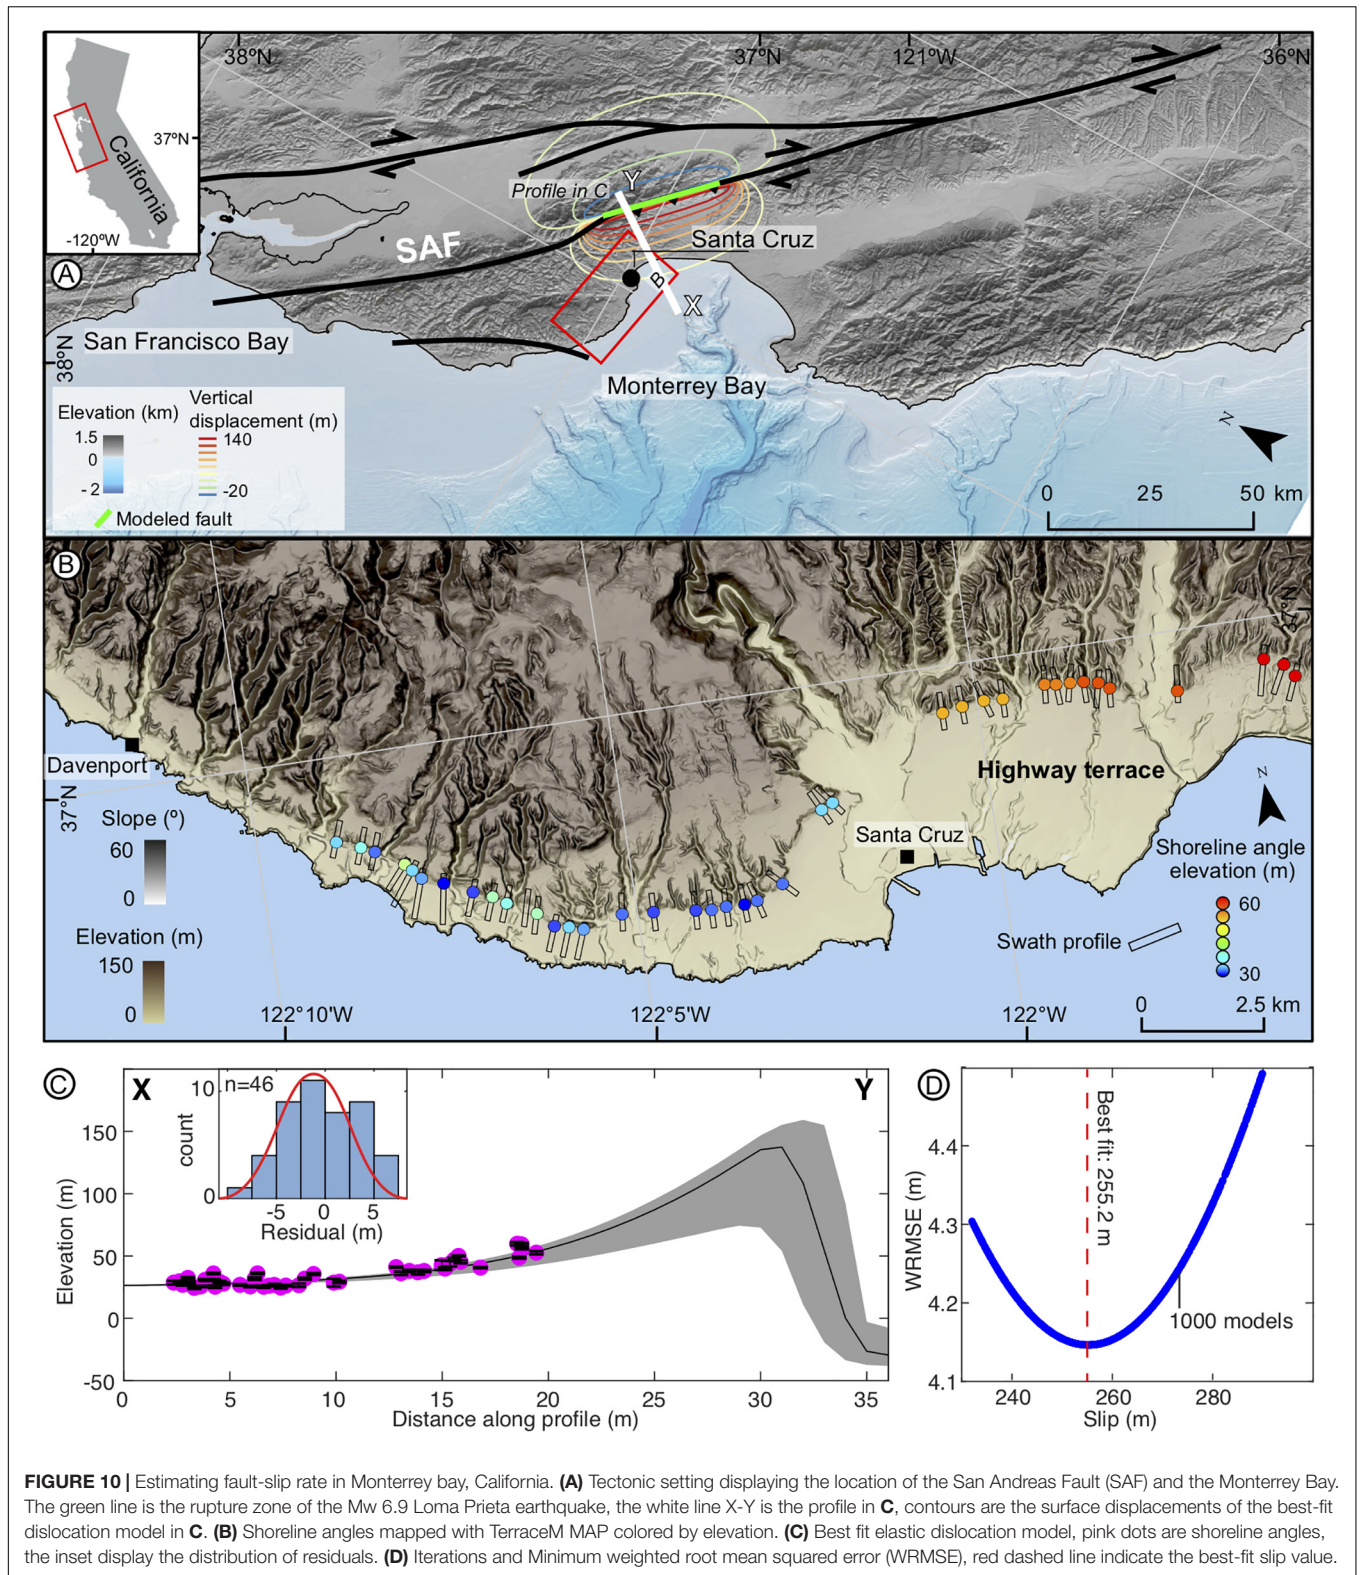 38ºN
37ºN
121ºW
36ºN
37ºN
California
-120ºW
Profile in C
Y
SAF
Santa Cruz
A
B
X
San Francisco Bay
38ºN
Monterrey Bay
Elevation (km)
1.5
0
- 2
Vertical
displacement (m)
140
-20
Modeled fault
N
0 25 50 km
B
37ºN
Davenport
37ºN
Highway terrace
N
Slope (º)
60
0
Santa Cruz
Shoreline angle
elevation (m)
60
30
Elevation (m)
150
0
Swath profile
0 2.5 km
122º10'W
122º5'W
122ºW
C
X
Y
10
0
n=46
count
-5 0 5
Residual (m)
150
100
50
0
-50
Elevation (m)
0 5 10 15 20 25 30 35
Distance along profile (m)
D
Best fit: 255.2 m
4.4
4.3
4.2
4.1
WRMSE (m)
1000 models
240 260 280
Slip (m)
FIGURE 10 | Estimating fault-slip rate in Monterrey bay, California. (A) Tectonic setting displaying the location of the San Andreas Fault (SAF) and the Monterrey Bay.
The green line is the rupture zone of the Mw 6.9 Loma Prieta earthquake, the white line X-Y is the profile in C, contours are the surface displacements of the best-fit
dislocation model in C. (B) Shoreline angles mapped with TerraceM MAP colored by elevation. (C) Best fit elastic dislocation model, pink dots are shoreline angles,
the inset display the distribution of residuals. (D) Iterations and Minimum weighted root mean squared error (WRMSE), red dashed line indicate the best-fit slip value.